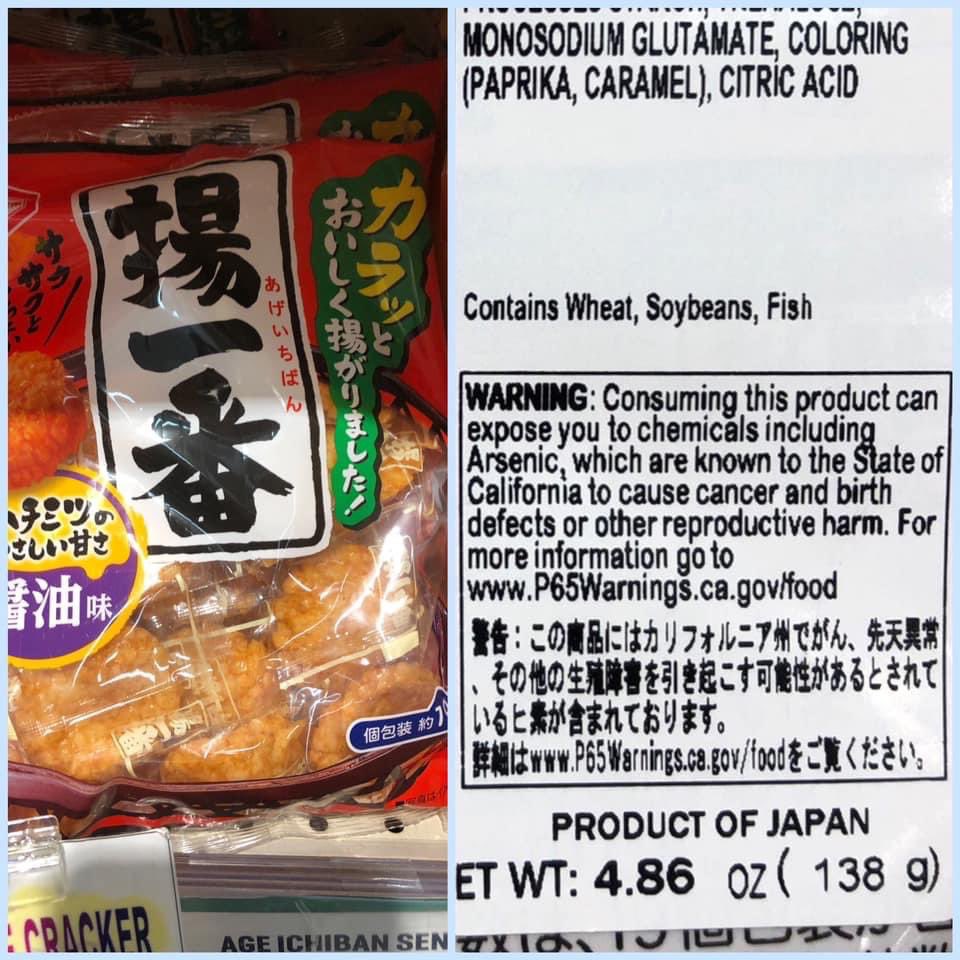 カラッと
おいしく揚がりました!
揚一番
あげいちばん
サクサクと
ハチミツの
やさしい甘さ
醤油味
個包装 約
CRACKER
AGE ICHIBAN SEN
MONOSODIUM GLUTAMATE, COLORING
(PAPRIKA, CARAMEL), CITRIC ACID
Contains Wheat, Soybeans, Fish
WARNING: Consuming this product can
expose you to chemicals including
Arsenic, which are known to the State of
California to cause cancer and birth
defects or other reproductive harm. For
more information go to
www.P65Warnings.ca.gov/food
警告：この商品にはカリフォルニア州でがん、先天異常
、その他の生殖障害を引き起こす可能性があるとされて
いるヒ素が含まれております。
詳細はwww.P65Warnings.ca.gov/foodをご覧ください。
PRODUCT OF JAPAN
ET WT: 4.86 OZ ( 138 g)